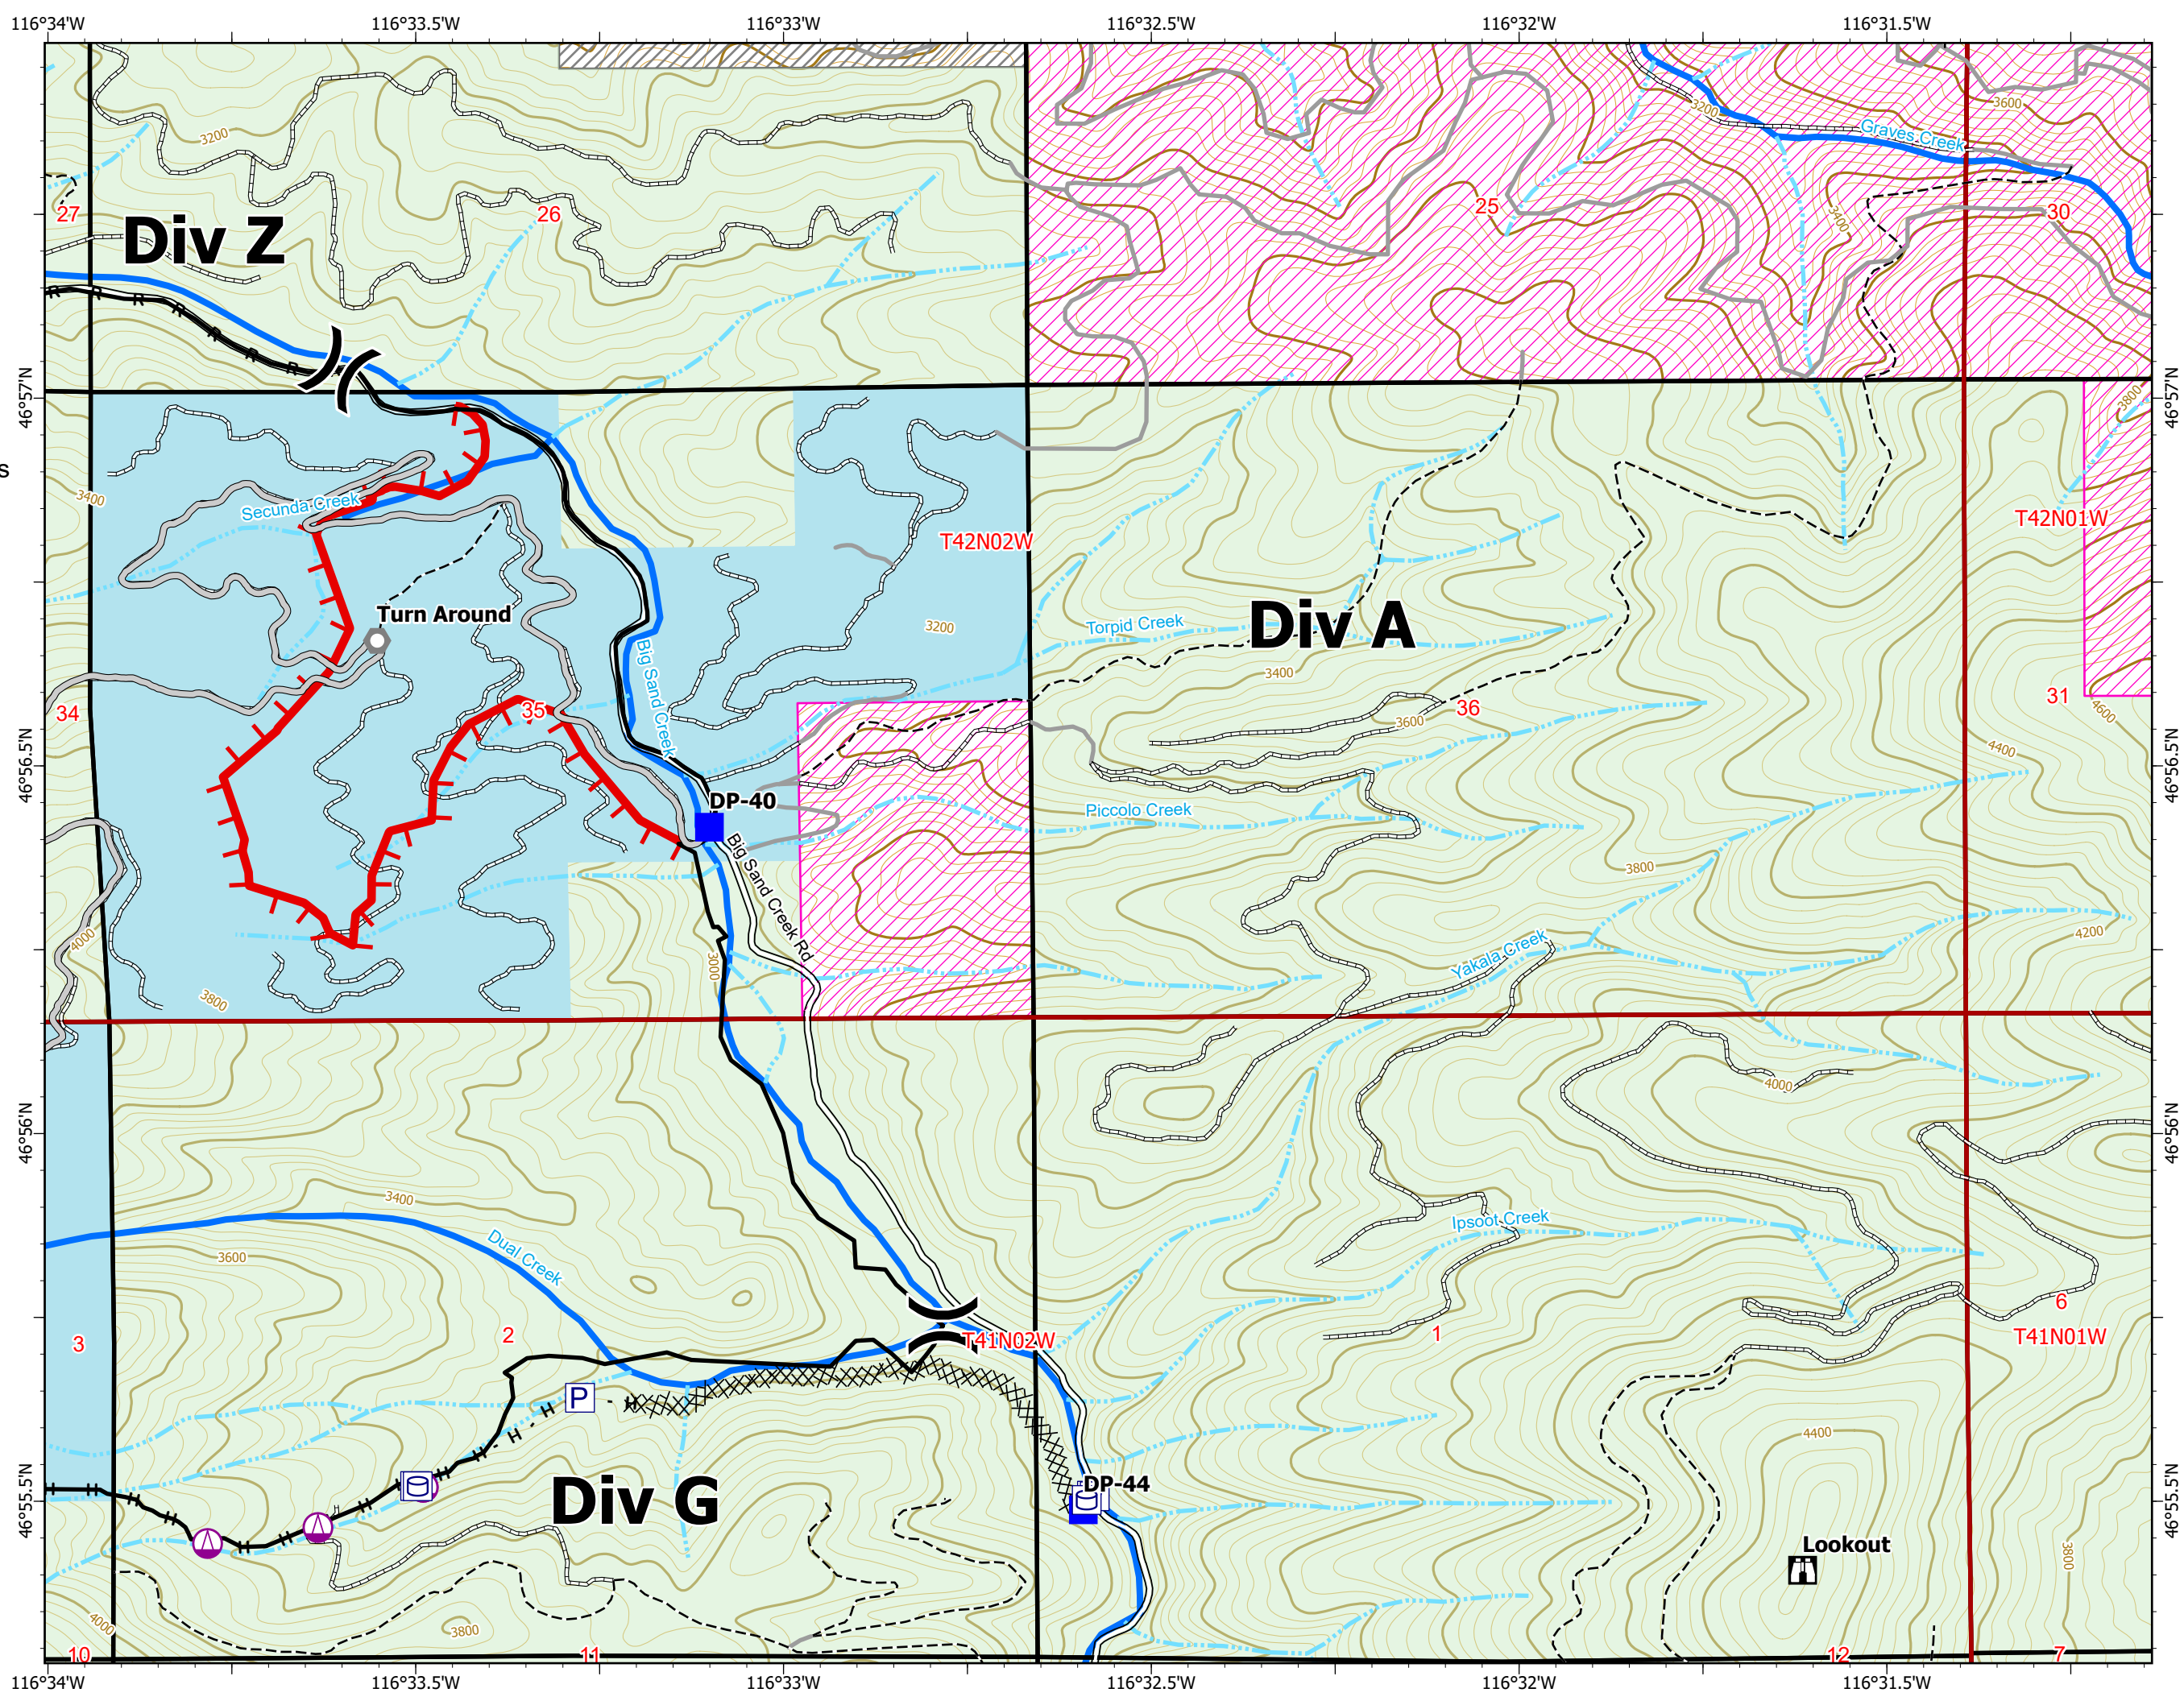 116°34'W 116°33.5'W 116°33'W 116°32.5'W 116°32'W 116°31.5'W
3200
3600
Graves Creek
3200
27
26
25
30
3400
Div Z
R R R R R R R
46°57'N
46°57'N
3800
S
3400
Secunda Creek
T42N02W
T42N01W
Turn Around
3200
Torpid Creek
Div A
Big Sand Creek
3400
34
35
36
31
3600
4600
4400
46°56.5'N
46°56.5'N
DP-40
Piccolo Creek
Big Sand Creek Rd
3800
4000
3000
Yakala Creek
4200
3800
4000
46°56'N
46°56'N
3400
Ipsoot Creek
Dual Creek
3600
3
2
T41N02W
1
6
T41N01W
P
H
H
4400
DP-44
46°55.5'N
46°55.5'N
Div G
H H H H H H H H H H
Lookout
3800
4000
3800
10
11
12
7
116°34'W 116°33.5'W 116°33'W 116°32.5'W 116°32'W 116°31.5'W